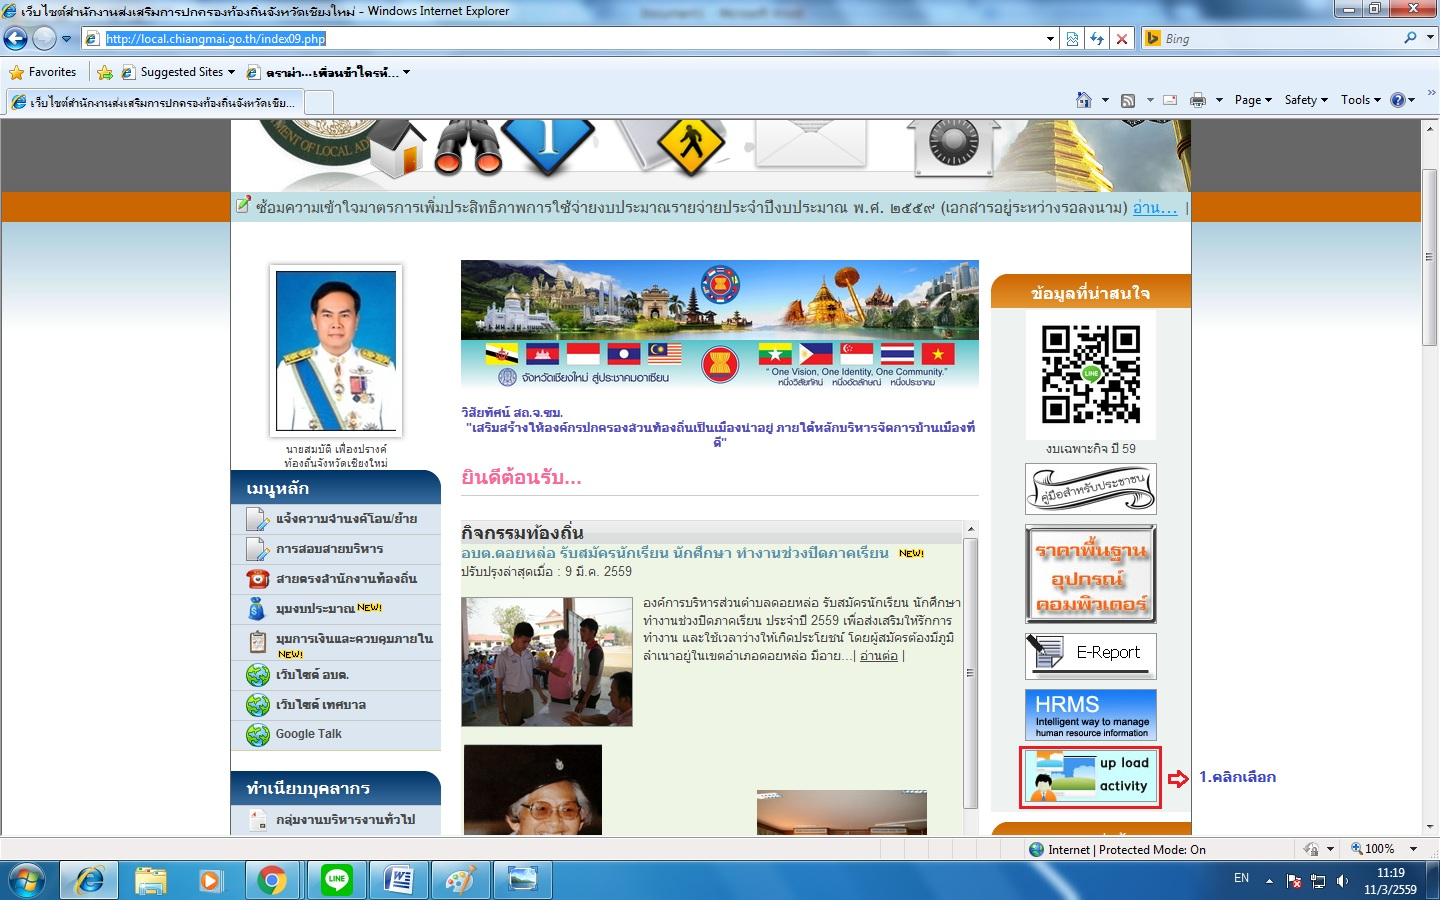 เว็บไซต์สำนักงานส่งเสริมการปกครองท้องถิ่นจังหวัดเชียงใหม่ - Windows Internet Explorer
http://local.chiangmai.go.th/index09.php
Bing
Favorites
Suggested Sites
ดราม่า...เพื่อนขำใครหั...
เว็บไซต์สำนักงานส่งเสริมการปกครองท้องถิ่นจังหวัดเชีย...
Page
Safety
Tools
ซ้อมความเข้าใจมาตรการเพิ่มประสิทธิภาพการใช้จ่ายงบประมาณรายจ่ายประจำปีงบประมาณ พ.ศ. ๒๕๕๙ (เอกสารอยู่ระหว่างรอลงนาม) อ่าน... |
นายสมบัติ เฟื่องปรางค์
ท้องถิ่นจังหวัดเชียงใหม่
เมนูหลัก
แจ้งความจำนงค์โอน/ย้าย
การสอบสายบริหาร
สายตรงสำนักงานท้องถิ่น
มุมงบประมาณ NEW!
มุมการเงินและควบคุมภายใน
NEW!
เว็บไซต์ อบต.
เว็บไซต์ เทศบาล
Google Talk
ทำเนียบบุคลากร
กลุ่มงานบริหารงานทั่วไป
จังหวัดเชียงใหม่ สู่ประชาคมอาเซียน
" One Vision, One Identity, One Community."
หนึ่งวิสัยทัศน์ หนึ่งอัตลักษณ์ หนึ่งประชาคม
วิสัยทัศน์ สถ.จ.ชม.
"เสริมสร้างให้องค์กรปกครองส่วนท้องถิ่นเป็นเมืองน่าอยู่ ภายใต้หลักบริหารจัดการบ้านเมืองที่
ดี"
ยินดีต้อนรับ...
กิจกรรมท้องถิ่น
อบต.ดอยหล่อ รับสมัครนักเรียน นักศึกษา ทำงานช่วงปิดภาคเรียน NEW!
ปรับปรุงล่าสุดเมื่อ : 9 มี.ค. 2559
องค์การบริหารส่วนตำบลดอยหล่อ รับสมัครนักเรียน นักศึกษา
ทำงานช่วงปิดภาคเรียน ประจำปี 2559 เพื่อส่งเสริมให้รักการ
ทำงาน และใช้เวลาว่างให้เกิดประโยชน์ โดยผู้สมัครต้องมีภูมิ
ลำเนาอยู่ในเขตอำเภอดอยหล่อ มีอาย...| อ่านต่อ |
ข้อมูลที่น่าสนใจ
LINE
งบเฉพาะกิจ ปี 59
คู่มือสำหรับประชาชน
ราคาพื้นฐาน
อุปกรณ์
คอมพิวเตอร์
E-Report
HRMS
Intelligent way to manage
human resource information
up load
activity
1.คลิกเลือก
Internet | Protected Mode: On
100%
LINE
EN
11:19
11/3/2559